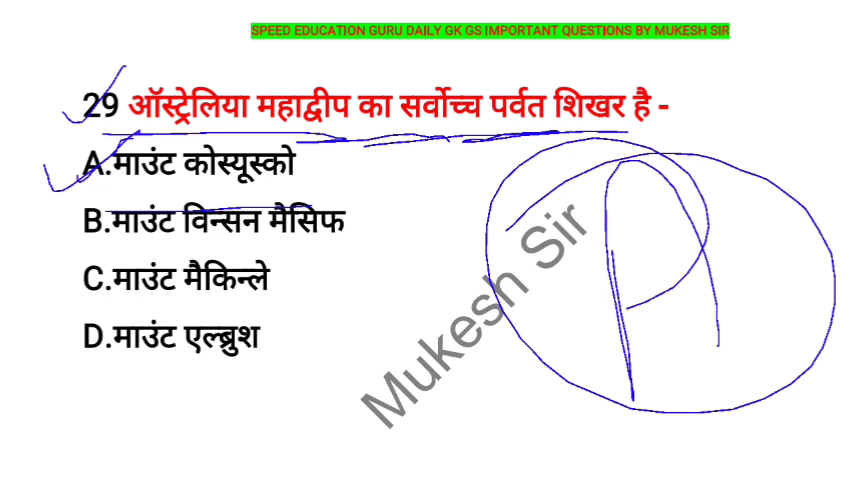 SPEED EDUCATION GURU DAILY GK GS IMPORTANT QUESTIONS BY MUKESH SIR
29 ऑस्ट्रेलिया महाद्वीप का सर्वोच्च पर्वत शिखर है -
A.माउंट कोस्यूस्को
B.माउंट विन्सन मैसिफ
C.माउंट मैकिन्ले
D.माउंट एल्ब्रुश
Mukesh Sir